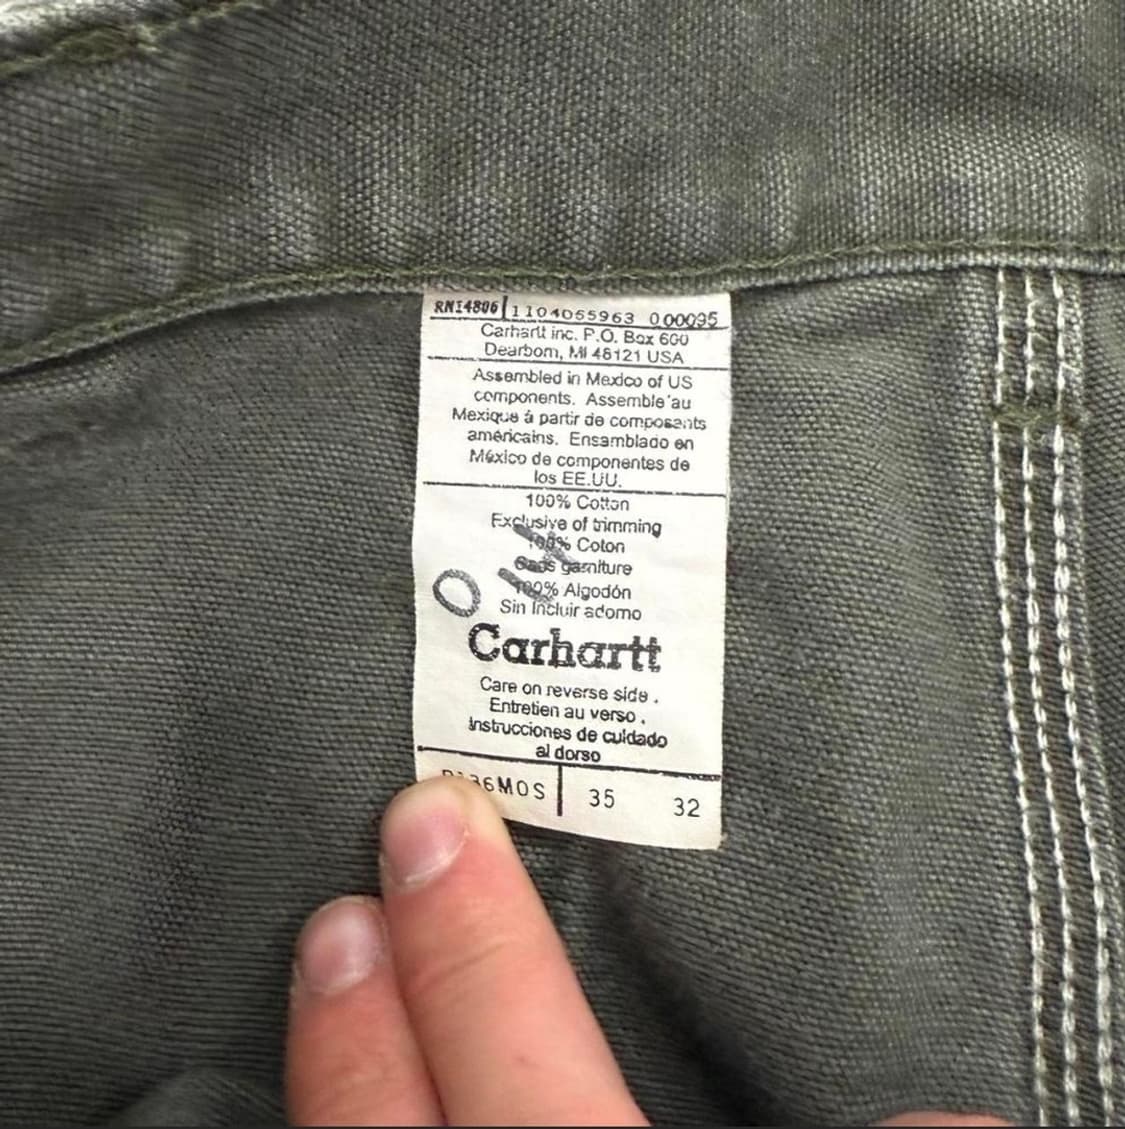 RN14806 1104055963 000095
Carhartt inc. P.O. Box 600
Dearborn, MI 48121 USA
Assembled in Mexico of US
components. Assemble'au
Mexique á partir de composants
américains. Ensamblado en
México de componentes de
los EE.UU.
100% Cotton
Exclusive of trimming
100% Coton
Sans garniture
100% Algodón
Sin Incluir adorno
Carhartt
Care on reverse side.
Entretien au verso.
Instrucciones de cuidado
al dorso
36MOS 35 32